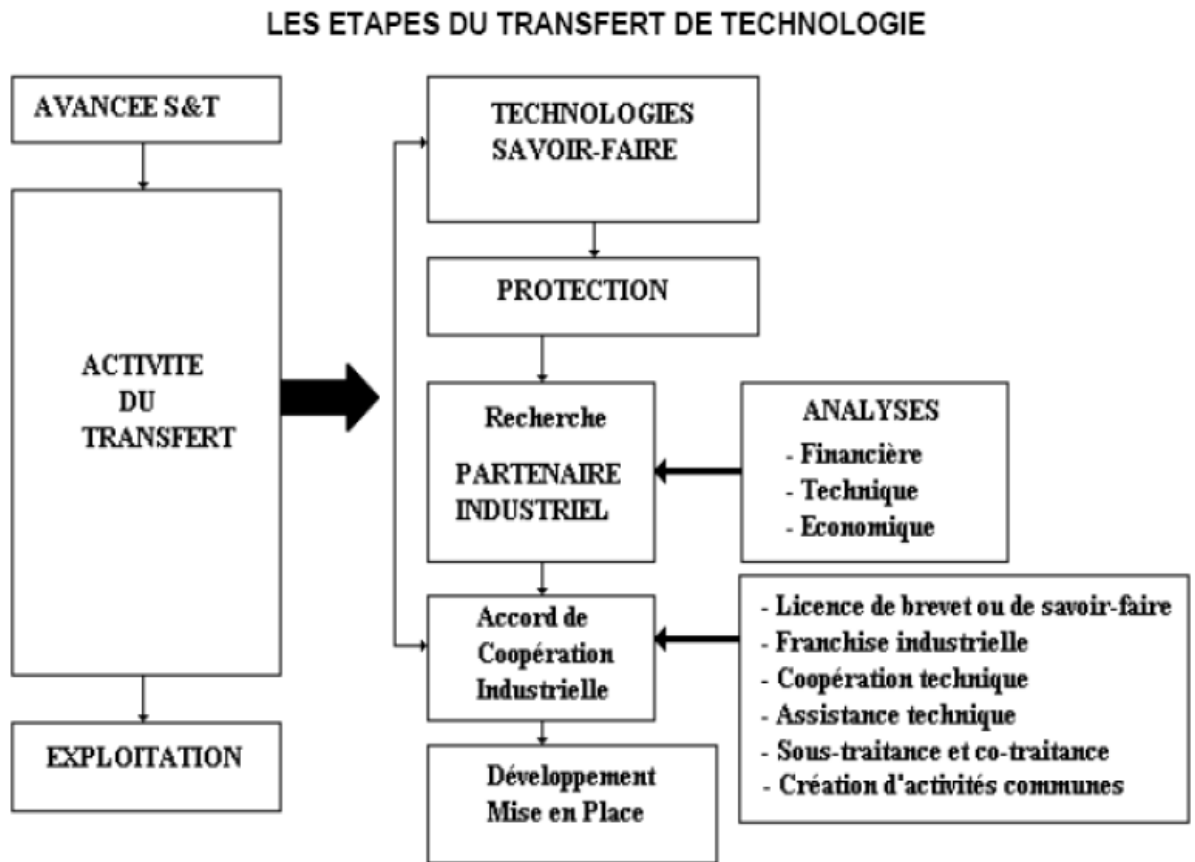 LES ETAPES DU TRANSFERT DE TECHNOLOGIE
AVANCEE S&T
ACTIVITE
DU
TRANSFERT
EXPLOITATION
TECHNOLOGIES
SAVOIR-FAIRE
PROTECTION
Recherche
PARTENAIRE
INDUSTRIEL
ANALYSES
- Financière
- Technique
- Economique
Accord de
Coopération
Industrielle
- Licence de brevet ou de savoir-faire
- Franchise industrielle
- Coopération technique
- Assistance technique
- Sous-traitance et co-traitance
- Création d'activités communes
Développement
Mise en Place